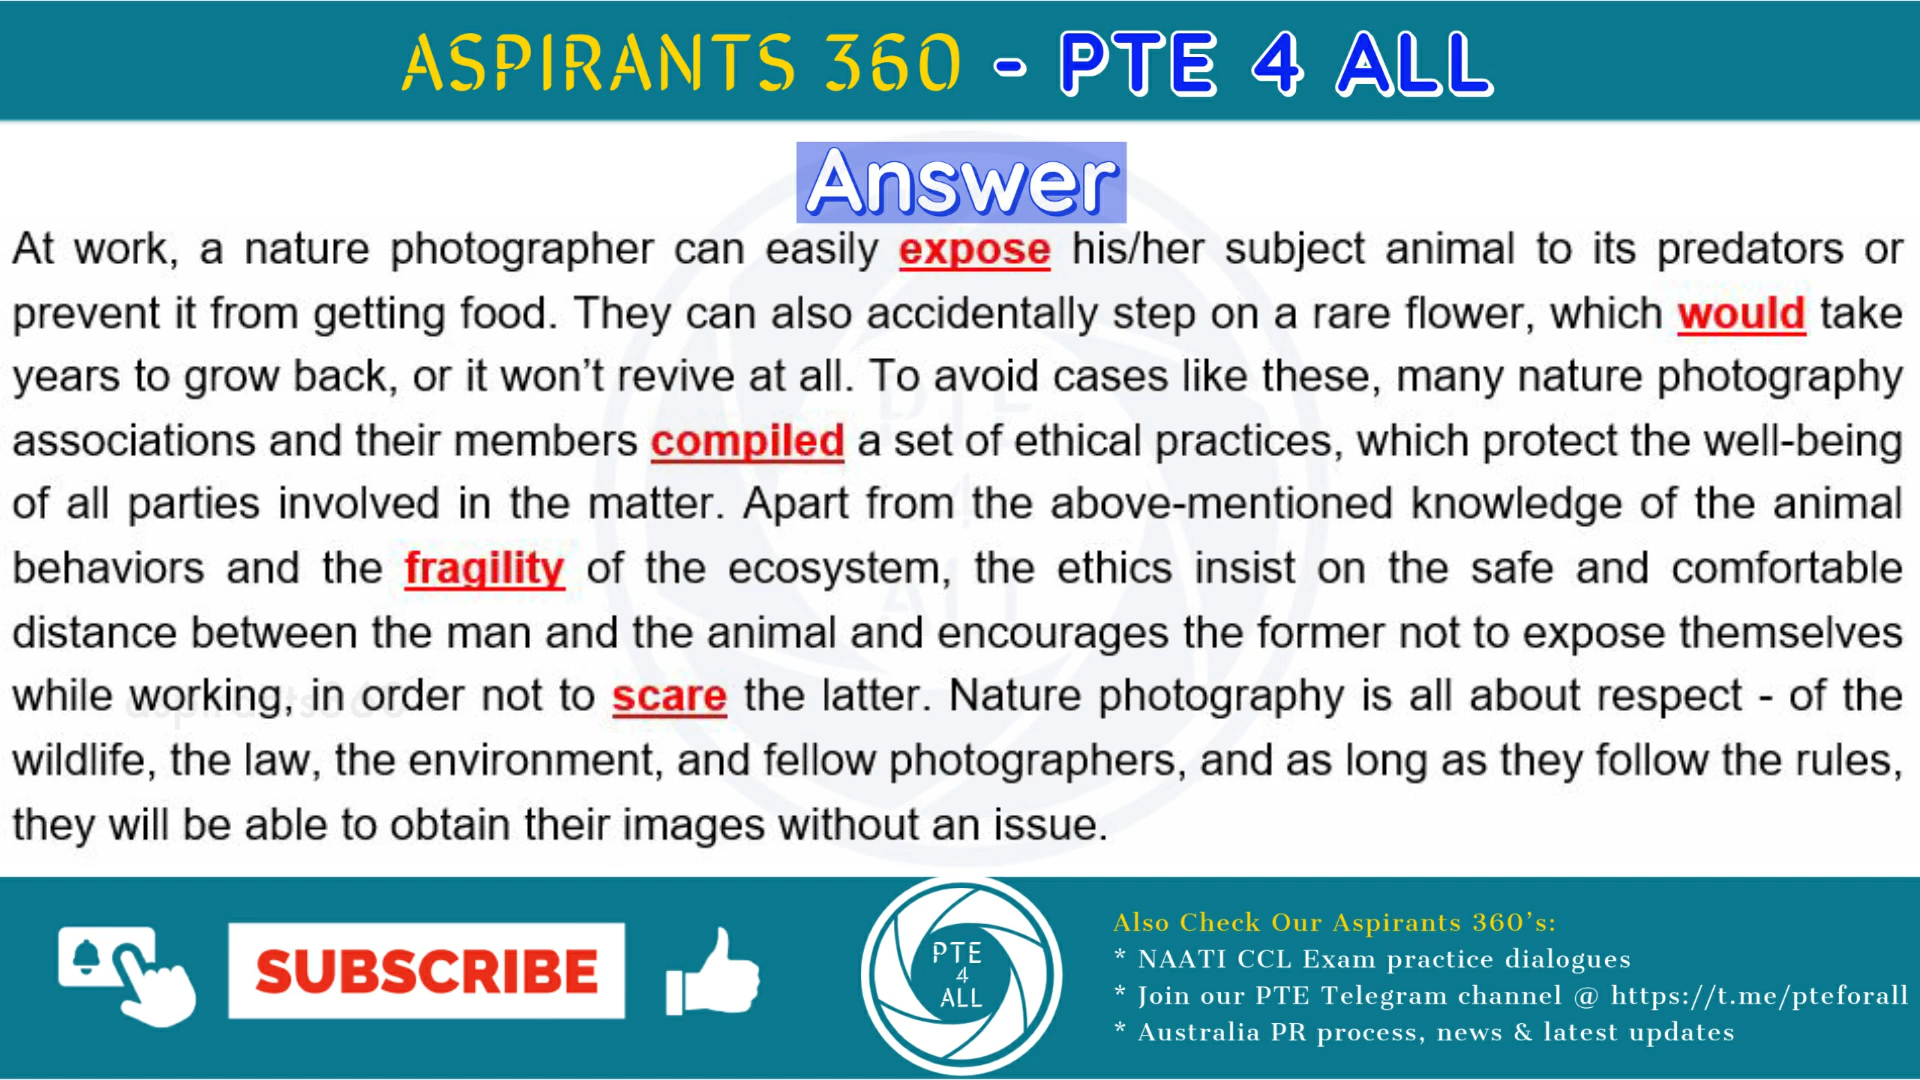 ASPIRANTS 360 - PTE 4 ALL
Answer
At work, a nature photographer can easily expose his/her subject animal to its predators or
prevent it from getting food. They can also accidentally step on a rare flower, which would take
years to grow back, or it won't revive at all. To avoid cases like these, many nature photography
associations and their members compiled a set of ethical practices, which protect the well-being
of all parties involved in the matter. Apart from the above-mentioned knowledge of the animal
behaviors and the fragility of the ecosystem, the ethics insist on the safe and comfortable
distance between the man and the animal and encourages the former not to expose themselves
while working, in order not to scare the latter. Nature photography is all about respect - of the
wildlife, the law, the environment, and fellow photographers, and as long as they follow the rules,
they will be able to obtain their images without an issue.
SUBSCRIBE
PTE
4
ALL
Also Check Our Aspirants 360's:
* NAATI CCL Exam practice dialogues
* Join our PTE Telegram channel @ https://t.me/pteforall
* Australia PR process, news & latest updates